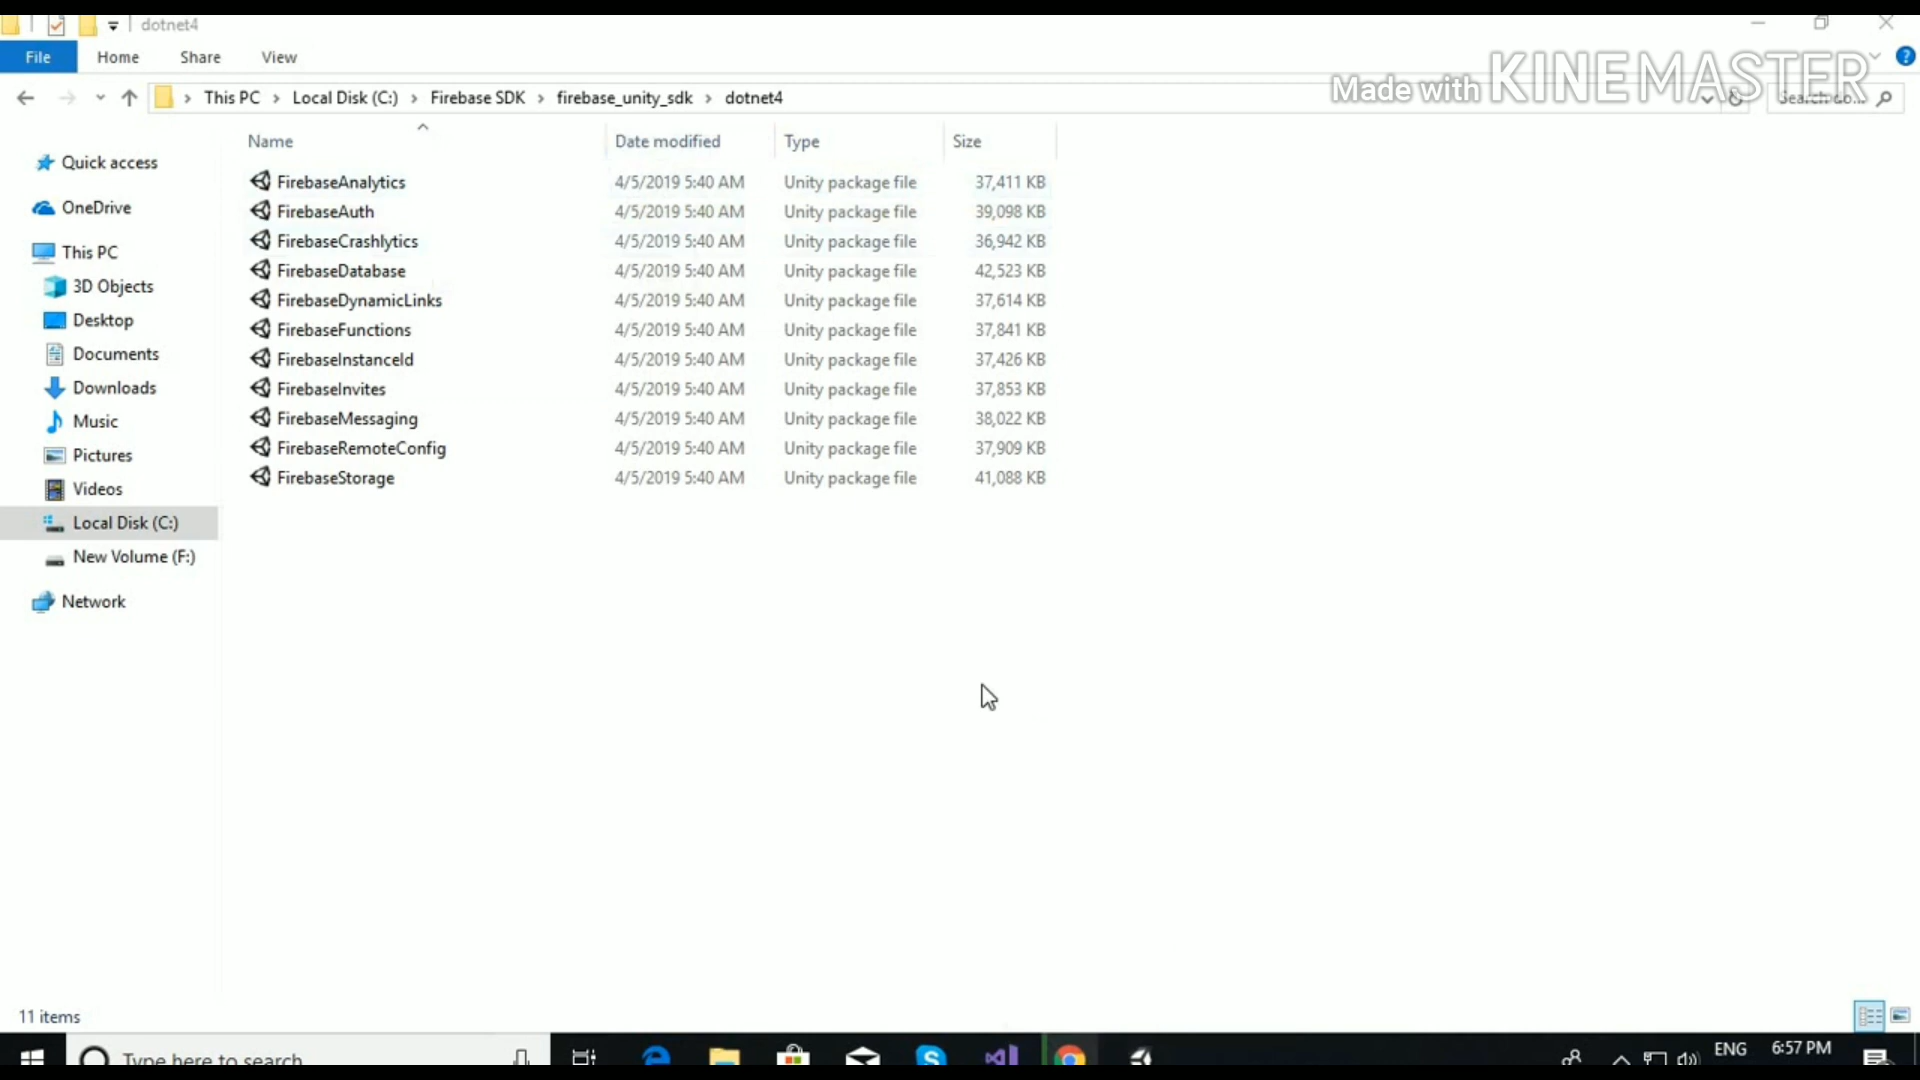 dotnet4
File Home Share View
Made with KINEMASTER
This PC Local Disk (C:) Firebase SDK firebase_unity_sdk dotnet4
Name Date modified Type Size
Quick access
OneDrive
This PC
3D Objects
Desktop
Documents
Downloads
Music
Pictures
Videos
Local Disk (C:)
New Volume (F:)
Network
FirebaseAnalytics 4/5/2019 5:40 AM Unity package file 37,411 KB
FirebaseAuth 4/5/2019 5:40 AM Unity package file 39,098 KB
FirebaseCrashlytics 4/5/2019 5:40 AM Unity package file 36,942 KB
FirebaseDatabase 4/5/2019 5:40 AM Unity package file 42,523 KB
FirebaseDynamicLinks 4/5/2019 5:40 AM Unity package file 37,614 KB
FirebaseFunctions 4/5/2019 5:40 AM Unity package file 37,841 KB
FirebaseInstanceId 4/5/2019 5:40 AM Unity package file 37,426 KB
FirebaseInvites 4/5/2019 5:40 AM Unity package file 37,853 KB
FirebaseMessaging 4/5/2019 5:40 AM Unity package file 38,022 KB
FirebaseRemoteConfig 4/5/2019 5:40 AM Unity package file 37,909 KB
FirebaseStorage 4/5/2019 5:40 AM Unity package file 41,088 KB
11 items
Type here to search
ENG 6:57 PM